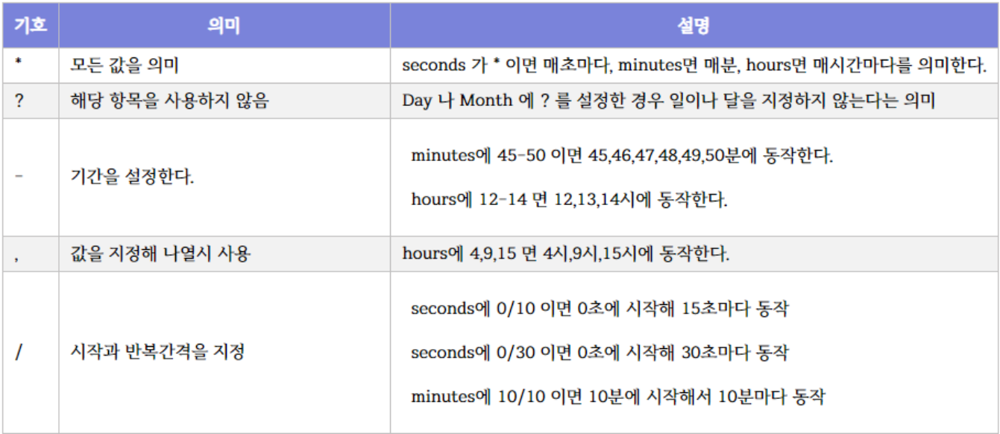 기호 의미 설명
* 모든 값을 의미 seconds 가 * 이면 매초마다, minutes면 매분, hours면 매시간마다를 의미한다.
? 해당 항목을 사용하지 않음 Day 나 Month 에 ? 를 설정한 경우 일이나 달을 지정하지 않는다는 의미
minutes에 45-50 이면 45,46,47,48,49,50분에 동작한다.
- 기간을 설정한다.
hours에 12-14 면 12,13,14시에 동작한다.
, 값을 지정해 나열시 사용 hours에 4,9,15 면 4시,9시,15시에 동작한다.
seconds에 0/10 이면 0초에 시작해 15초마다 동작
/ 시작과 반복간격을 지정 seconds에 0/30 이면 0초에 시작해 30초마다 동작
minutes에 10/10 이면 10분에 시작해서 10분마다 동작